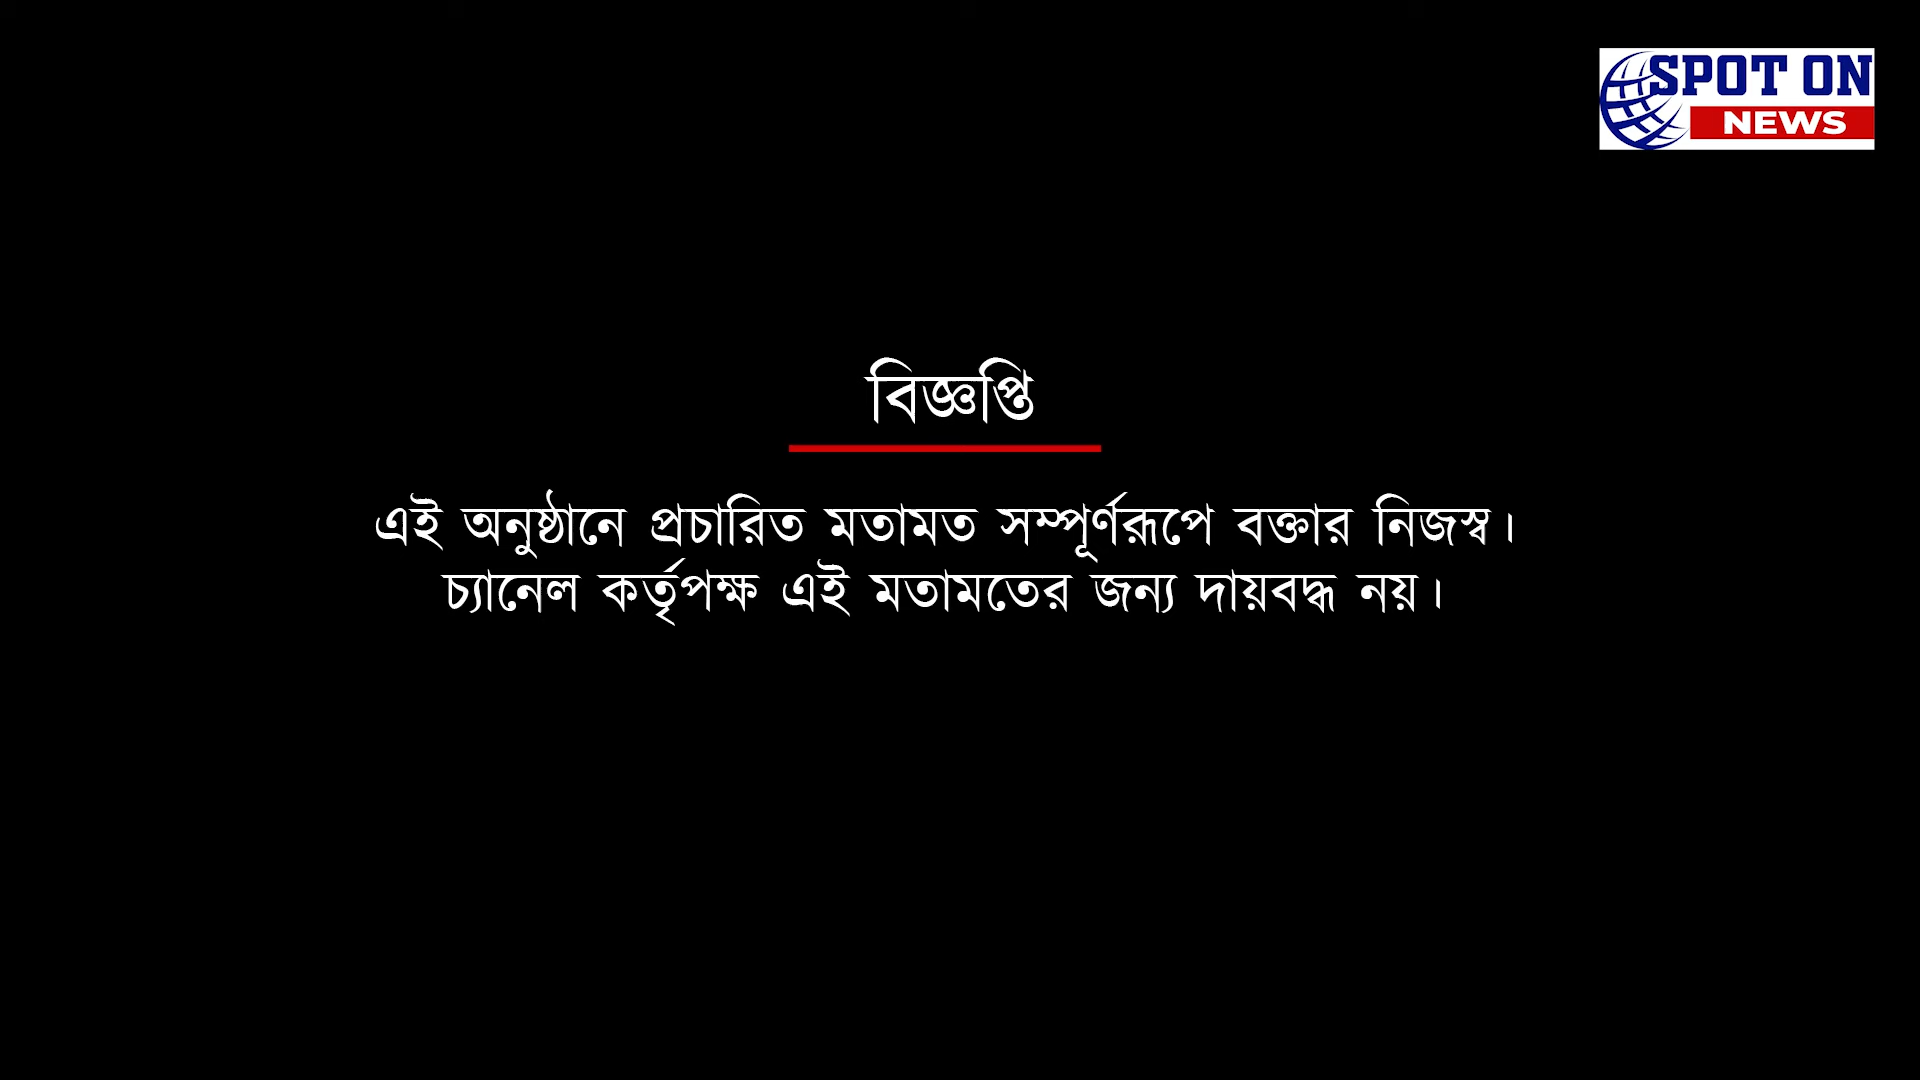 SPOT ON
NEWS
বিজ্ঞপ্তি
এই অনুষ্ঠানে প্রচারিত মতামত সম্পূর্ণরূপে বক্তার নিজস্ব।
চ্যানেল কর্তৃপক্ষ এই মতামতের জন্য দায়বদ্ধ নয়।